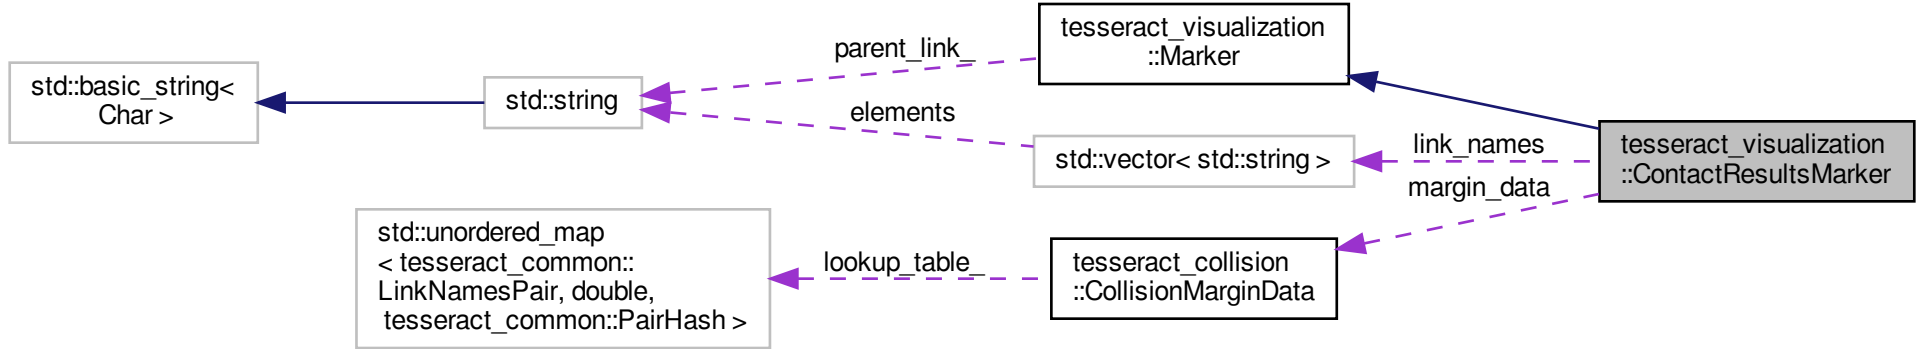 std::basic_string<
Char >
std::string
parent_link_
elements
tesseract_visualization
::Marker
std::vector< std::string >
link_names
margin_data
tesseract_visualization
::ContactResultsMarker
std::unordered_map
< tesseract_common::
LinkNamesPair, double,
tesseract_common::PairHash >
lookup_table_
tesseract_collision
::CollisionMarginData